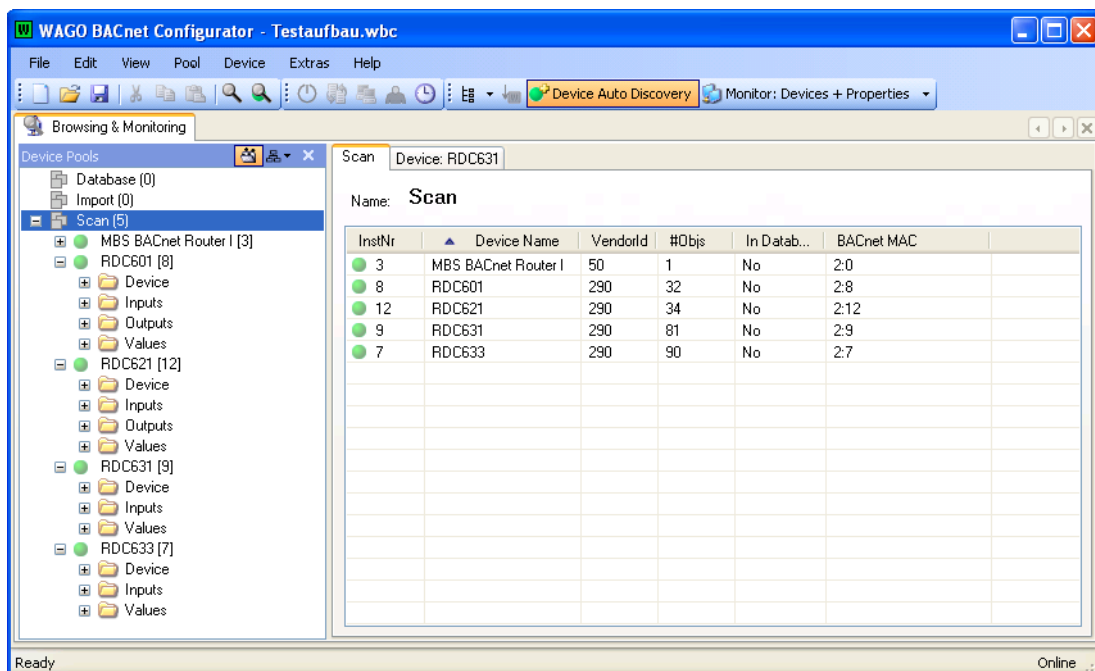 WAGO BACnet Configurator - Testaufbau.wbc
File Edit View Pool Device Extras Help
Device Auto Discovery Monitor: Devices + Properties
Browsing & Monitoring
Device Pools
Database (0)
Import (0)
Scan (5)
MBS BACnet Router I [3]
RDC601 [8]
Device
Inputs
Outputs
Values
RDC621 [12]
Device
Inputs
Outputs
Values
RDC631 [9]
Device
Inputs
Values
RDC633 [7]
Device
Inputs
Values
Scan Device: RDC631
Name: Scan
InstNr Device Name VendorId #Objs In Datab... BACnet MAC
3 MBS BACnet Router I 50 1 No 2:0
8 RDC601 290 32 No 2:8
12 RDC621 290 34 No 2:12
9 RDC631 290 81 No 2:9
7 RDC633 290 90 No 2:7
Ready Online